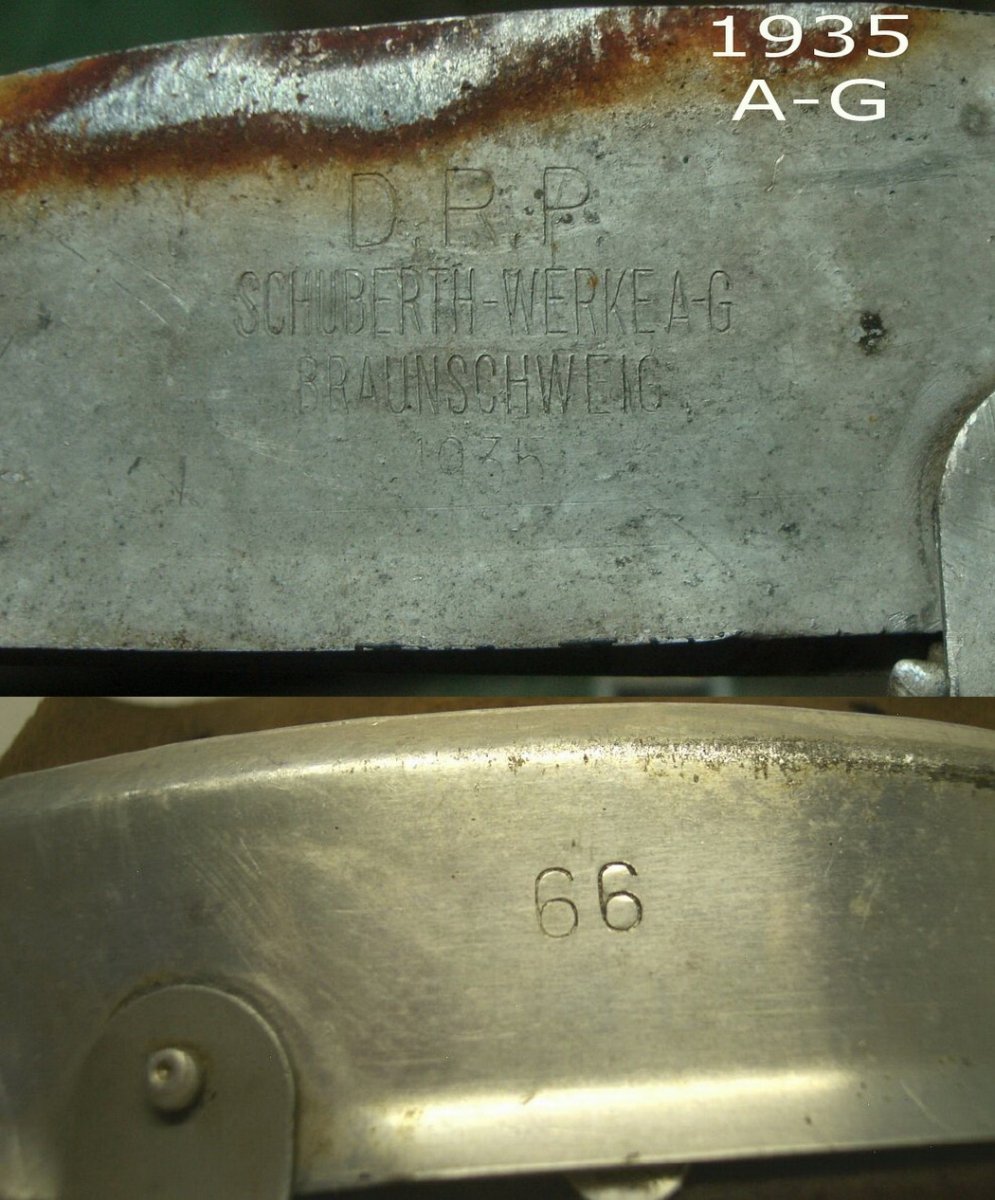 1935
A-G
D.R.P.
SCHUBERTH-WERKE A-G
BRAUNSCHWEIG
1935
66